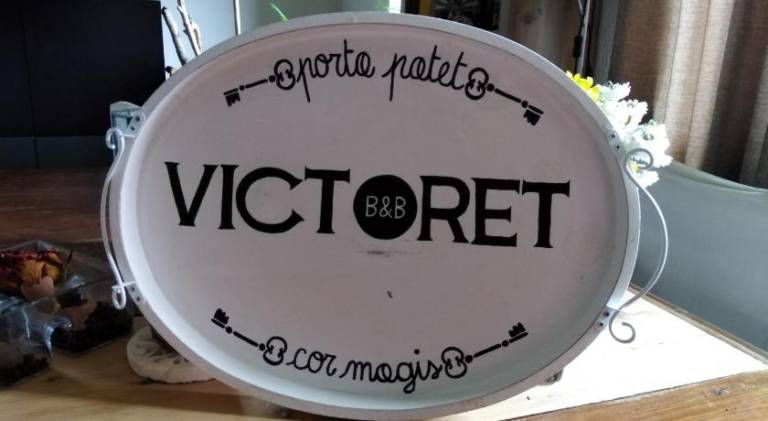 porta patet
VICTORET
B&B
cor magis